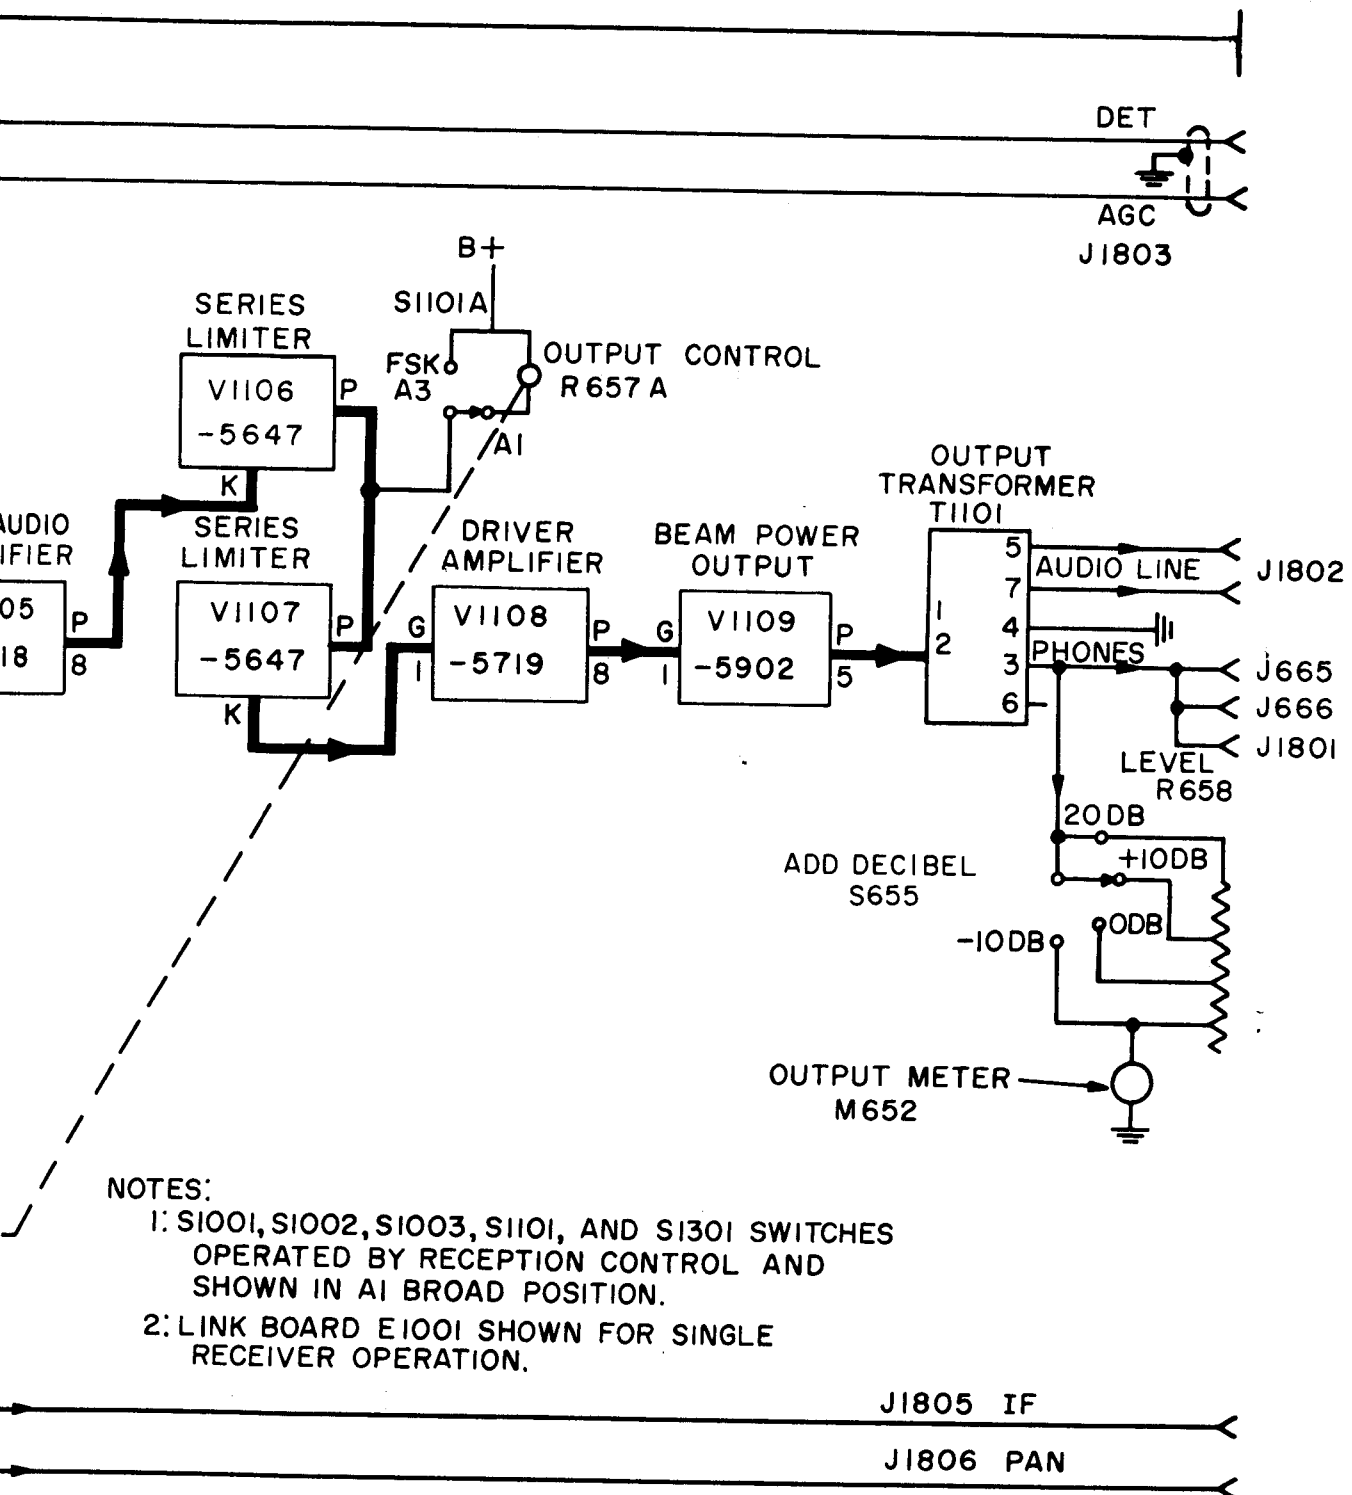 DET
AGC
J1803
B+
S1101A
SERIES
LIMITER
V1106
-5647
P
K
FSK
A3
OUTPUT CONTROL
R657A
A1
AUDIO
IFIER
05
18
P
8
SERIES
LIMITER
V1107
-5647
P
K
DRIVER
AMPLIFIER
G
1
V1108
-5719
P
8
BEAM POWER
OUTPUT
G
1
V1109
-5902
P
5
OUTPUT
TRANSFORMER
T1101
1
2
5
7
4
3
6
AUDIO LINE
J1802
PHONES
J665
J666
J1801
LEVEL
R658
20DB
+10DB
ADD DECIBEL
S655
0DB
-10DB
OUTPUT METER
M652
NOTES:
1: S1001, S1002, S1003, S1101, AND S1301 SWITCHES
OPERATED BY RECEPTION CONTROL AND
SHOWN IN A1 BROAD POSITION.
2: LINK BOARD E1001 SHOWN FOR SINGLE
RECEIVER OPERATION.
J1805 IF
J1806 PAN